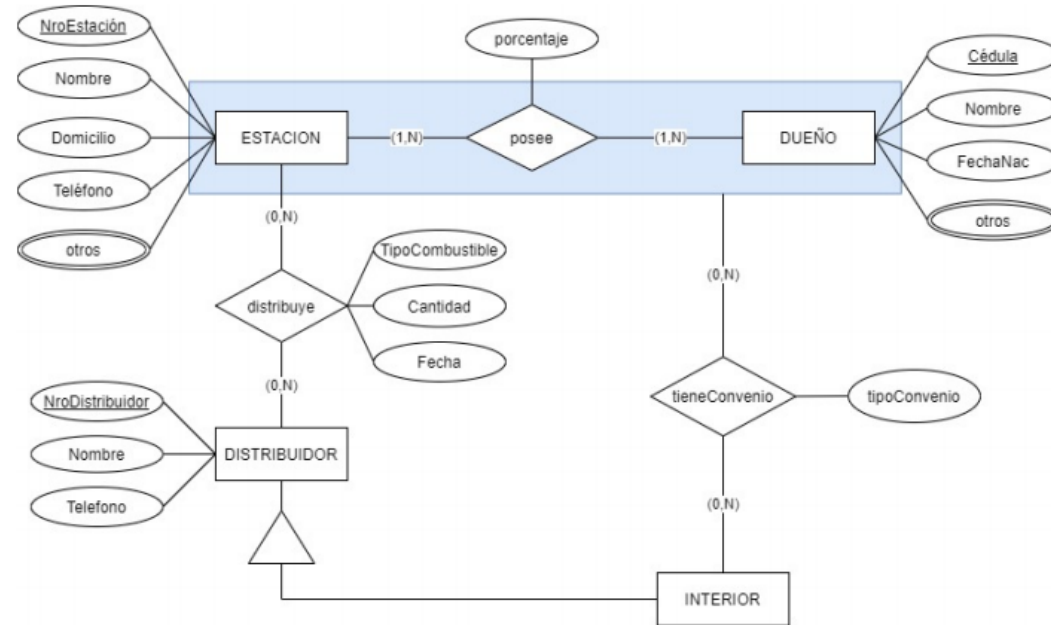 NroEstación
Nombre
Domicilio
Teléfono
otros
ESTACION
(1,N)
porcentaje
posee
(1,N)
DUEÑO
Cédula
Nombre
FechaNac
otros
(0,N)
distribuye
TipoCombustible
Cantidad
Fecha
(0,N)
NroDistribuidor
Nombre
Telefono
DISTRIBUIDOR
(0,N)
tieneConvenio
tipoConvenio
(0,N)
INTERIOR